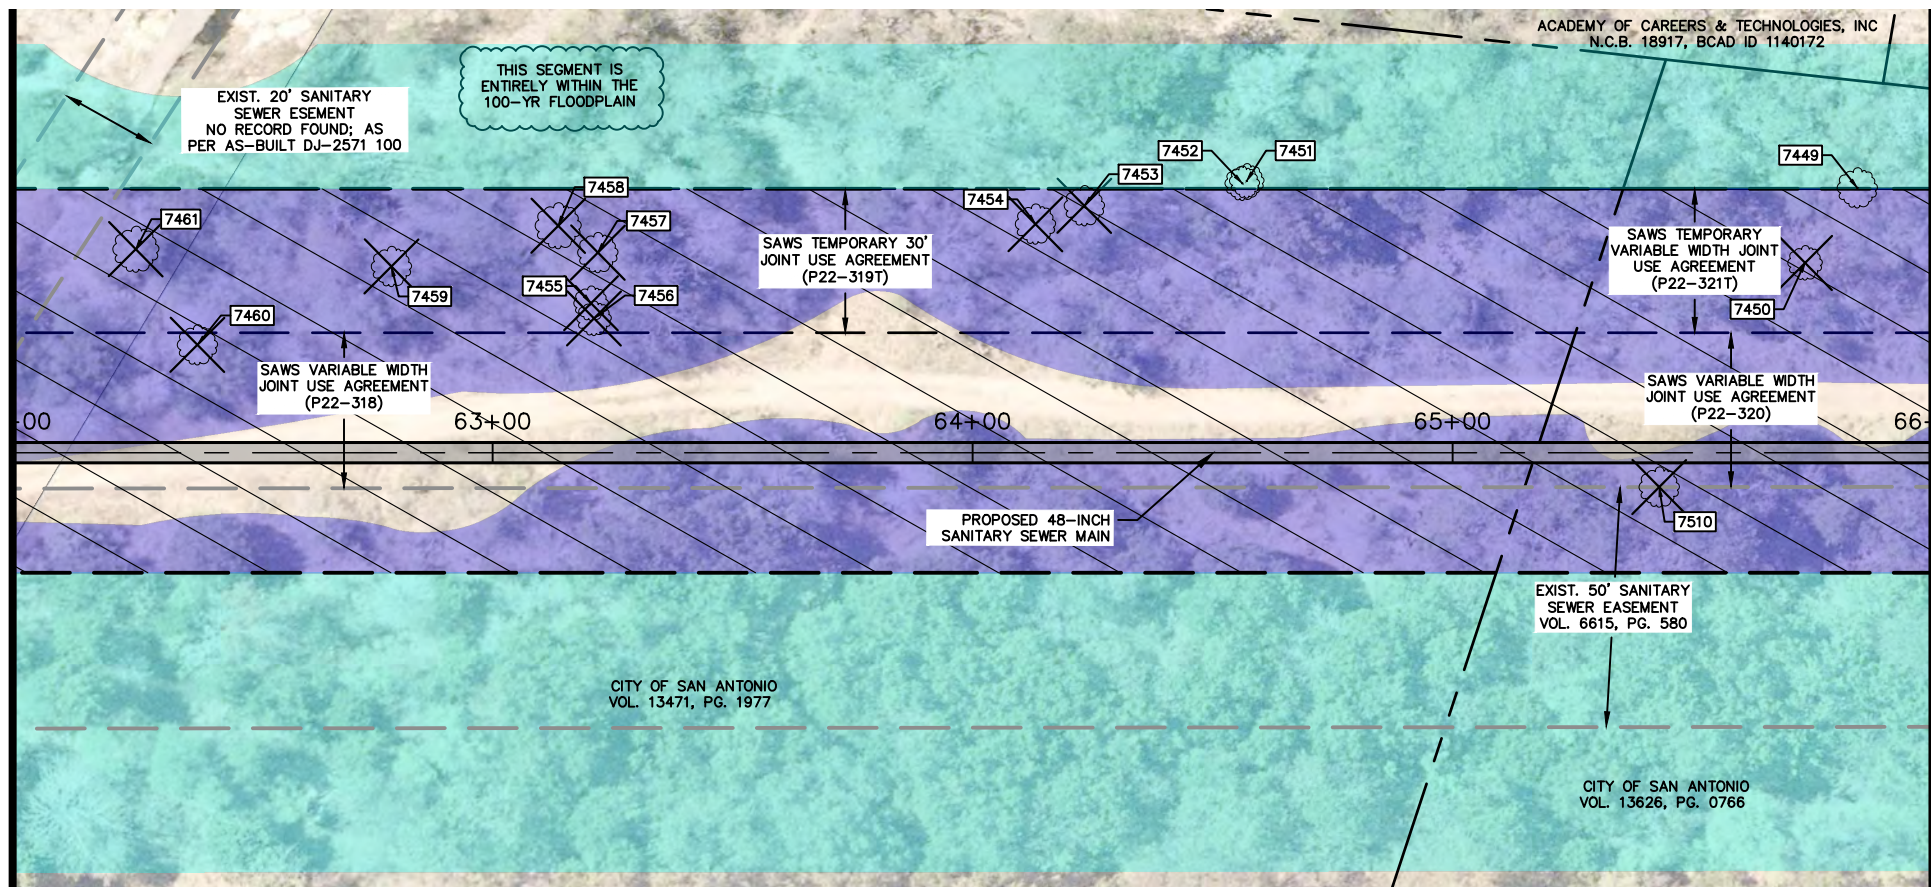 ACADEMY OF CAREERS & TECHNOLOGIES, INC
N.C.B. 18917, BCAD ID 1140172
THIS SEGMENT IS
ENTIRELY WITHIN THE
100-YR FLOODPLAIN
EXIST. 20' SANITARY
SEWER ESEMENT
NO RECORD FOUND; AS
PER AS-BUILT DJ-2571 100
7452
7451
7449
7458
7453
7454
7461
7457
SAWS TEMPORARY 30'
JOINT USE AGREEMENT
(P22-319T)
SAWS TEMPORARY
VARIABLE WIDTH JOINT
USE AGREEMENT
(P22-321T)
7455
7459
7456
7450
7460
SAWS VARIABLE WIDTH
JOINT USE AGREEMENT
(P22-318)
SAWS VARIABLE WIDTH
JOINT USE AGREEMENT
(P22-320)
-00
63+00
64+00
65+00
66-
PROPOSED 48-INCH
SANITARY SEWER MAIN
7510
EXIST. 50' SANITARY
SEWER EASEMENT
VOL. 6615, PG. 580
CITY OF SAN ANTONIO
VOL. 13471, PG. 1977
CITY OF SAN ANTONIO
VOL. 13626, PG. 0766